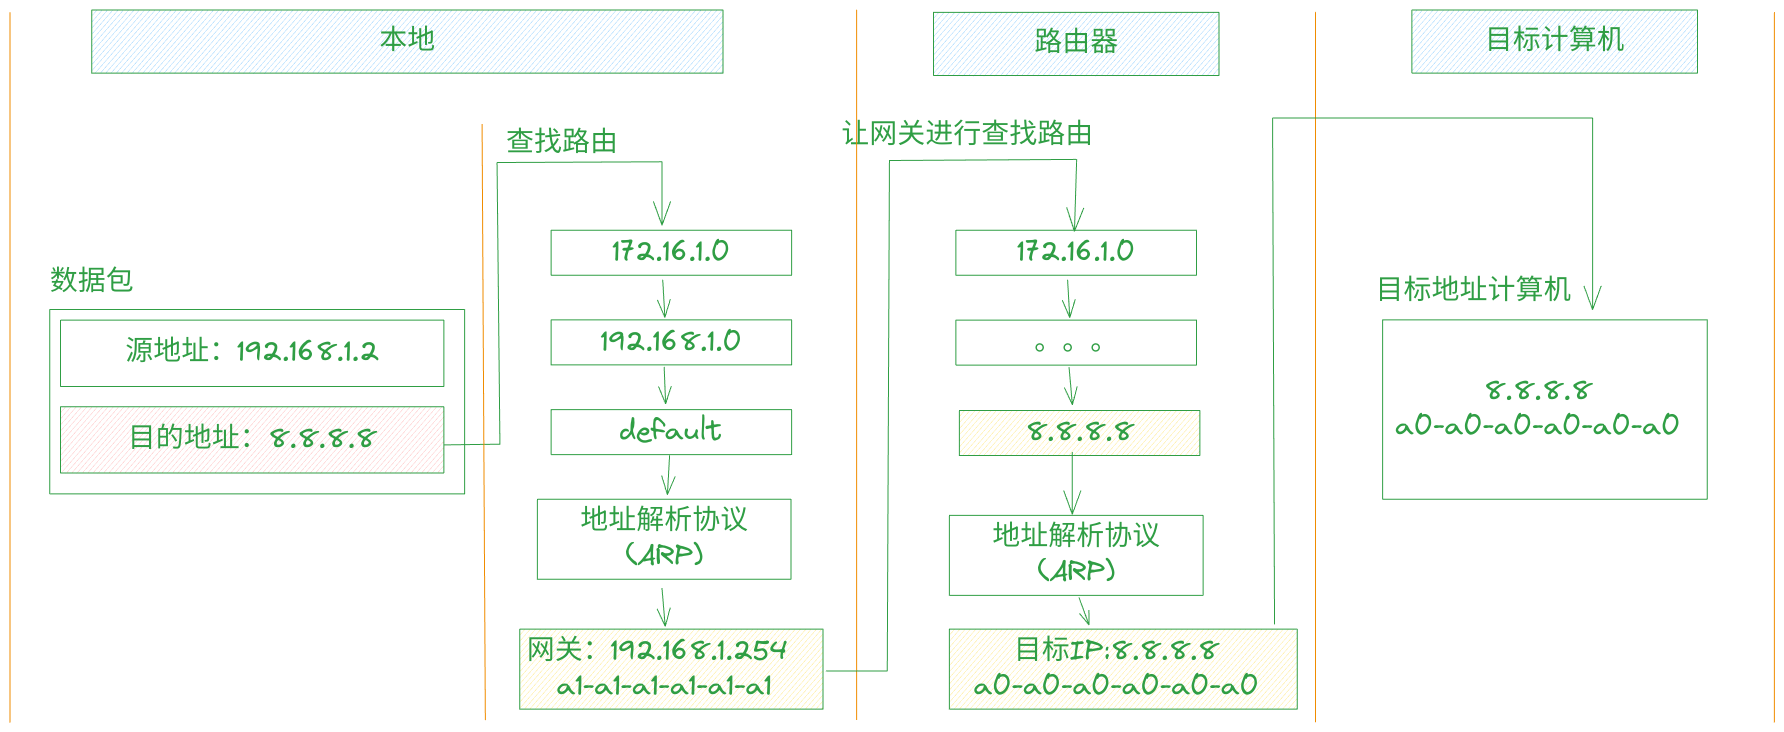 本地
路由器
目标计算机
查找路由
让网关进行查找路由
数据包
源地址：192.168.1.2
目的地址：8.8.8.8
172.16.1.0
192.168.1.0
default
地址解析协议
(ARP)
网关：192.168.1.254
a1-a1-a1-a1-a1-a1
172.16.1.0
。。。
8.8.8.8
地址解析协议
(ARP)
目标IP:8.8.8.8
a0-a0-a0-a0-a0-a0
目标地址计算机
8.8.8.8
a0-a0-a0-a0-a0-a0